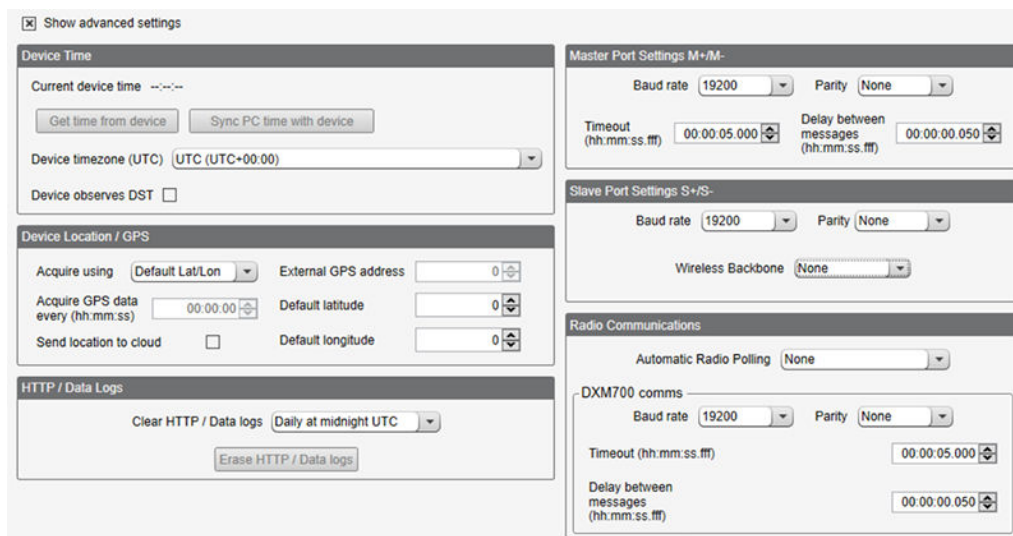 Show advanced settings
Device Time
Current device time --:--:--
Get time from device Sync PC time with device
Device timezone (UTC) UTC (UTC+00:00)
Device observes DST
Device Location / GPS
Acquire using Default Lat/Lon External GPS address 0
Acquire GPS data
every (hh:mm:ss) 00:00:00 Default latitude 0
Send location to cloud Default longitude 0
HTTP / Data Logs
Clear HTTP / Data logs Daily at midnight UTC
Erase HTTP / Data logs
Master Port Settings M+/M-
Baud rate 19200 Parity None
Timeout
(hh:mm:ss.fff) 00:00:05.000
Delay between
messages
(hh:mm:ss.fff) 00:00:00.050
Slave Port Settings S+/S-
Baud rate 19200 Parity None
Wireless Backbone None
Radio Communications
Automatic Radio Polling None
DXM700 comms
Baud rate 19200 Parity None
Timeout (hh:mm:ss.fff) 00:00:05.000
Delay between
messages
(hh:mm:ss.fff) 00:00:00.050